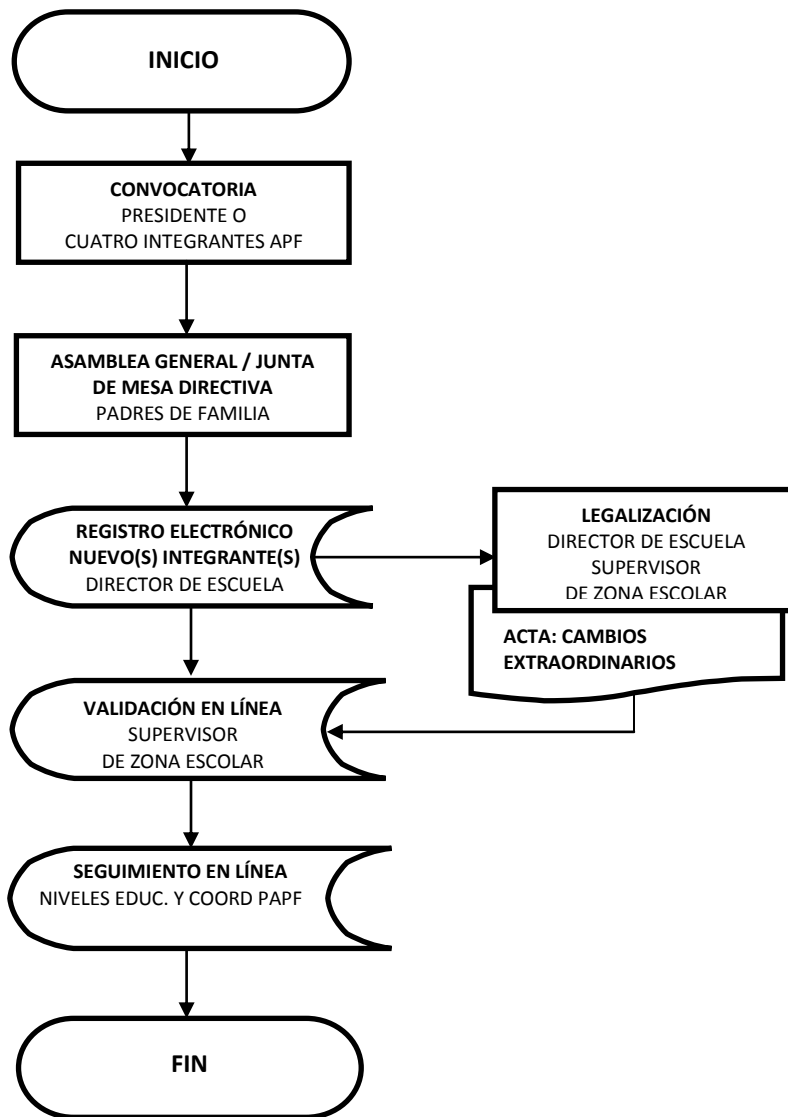 INICIO
CONVOCATORIA
PRESIDENTE O
CUATRO INTEGRANTES APF
ASAMBLEA GENERAL / JUNTA
DE MESA DIRECTIVA
PADRES DE FAMILIA
REGISTRO ELECTRÓNICO
NUEVO(S) INTEGRANTE(S)
DIRECTOR DE ESCUELA
LEGALIZACIÓN
DIRECTOR DE ESCUELA
SUPERVISOR
DE ZONA ESCOLAR
ACTA: CAMBIOS
EXTRAORDINARIOS
VALIDACIÓN EN LÍNEA
SUPERVISOR
DE ZONA ESCOLAR
SEGUIMIENTO EN LÍNEA
NIVELES EDUC. Y COORD PAPF
FIN